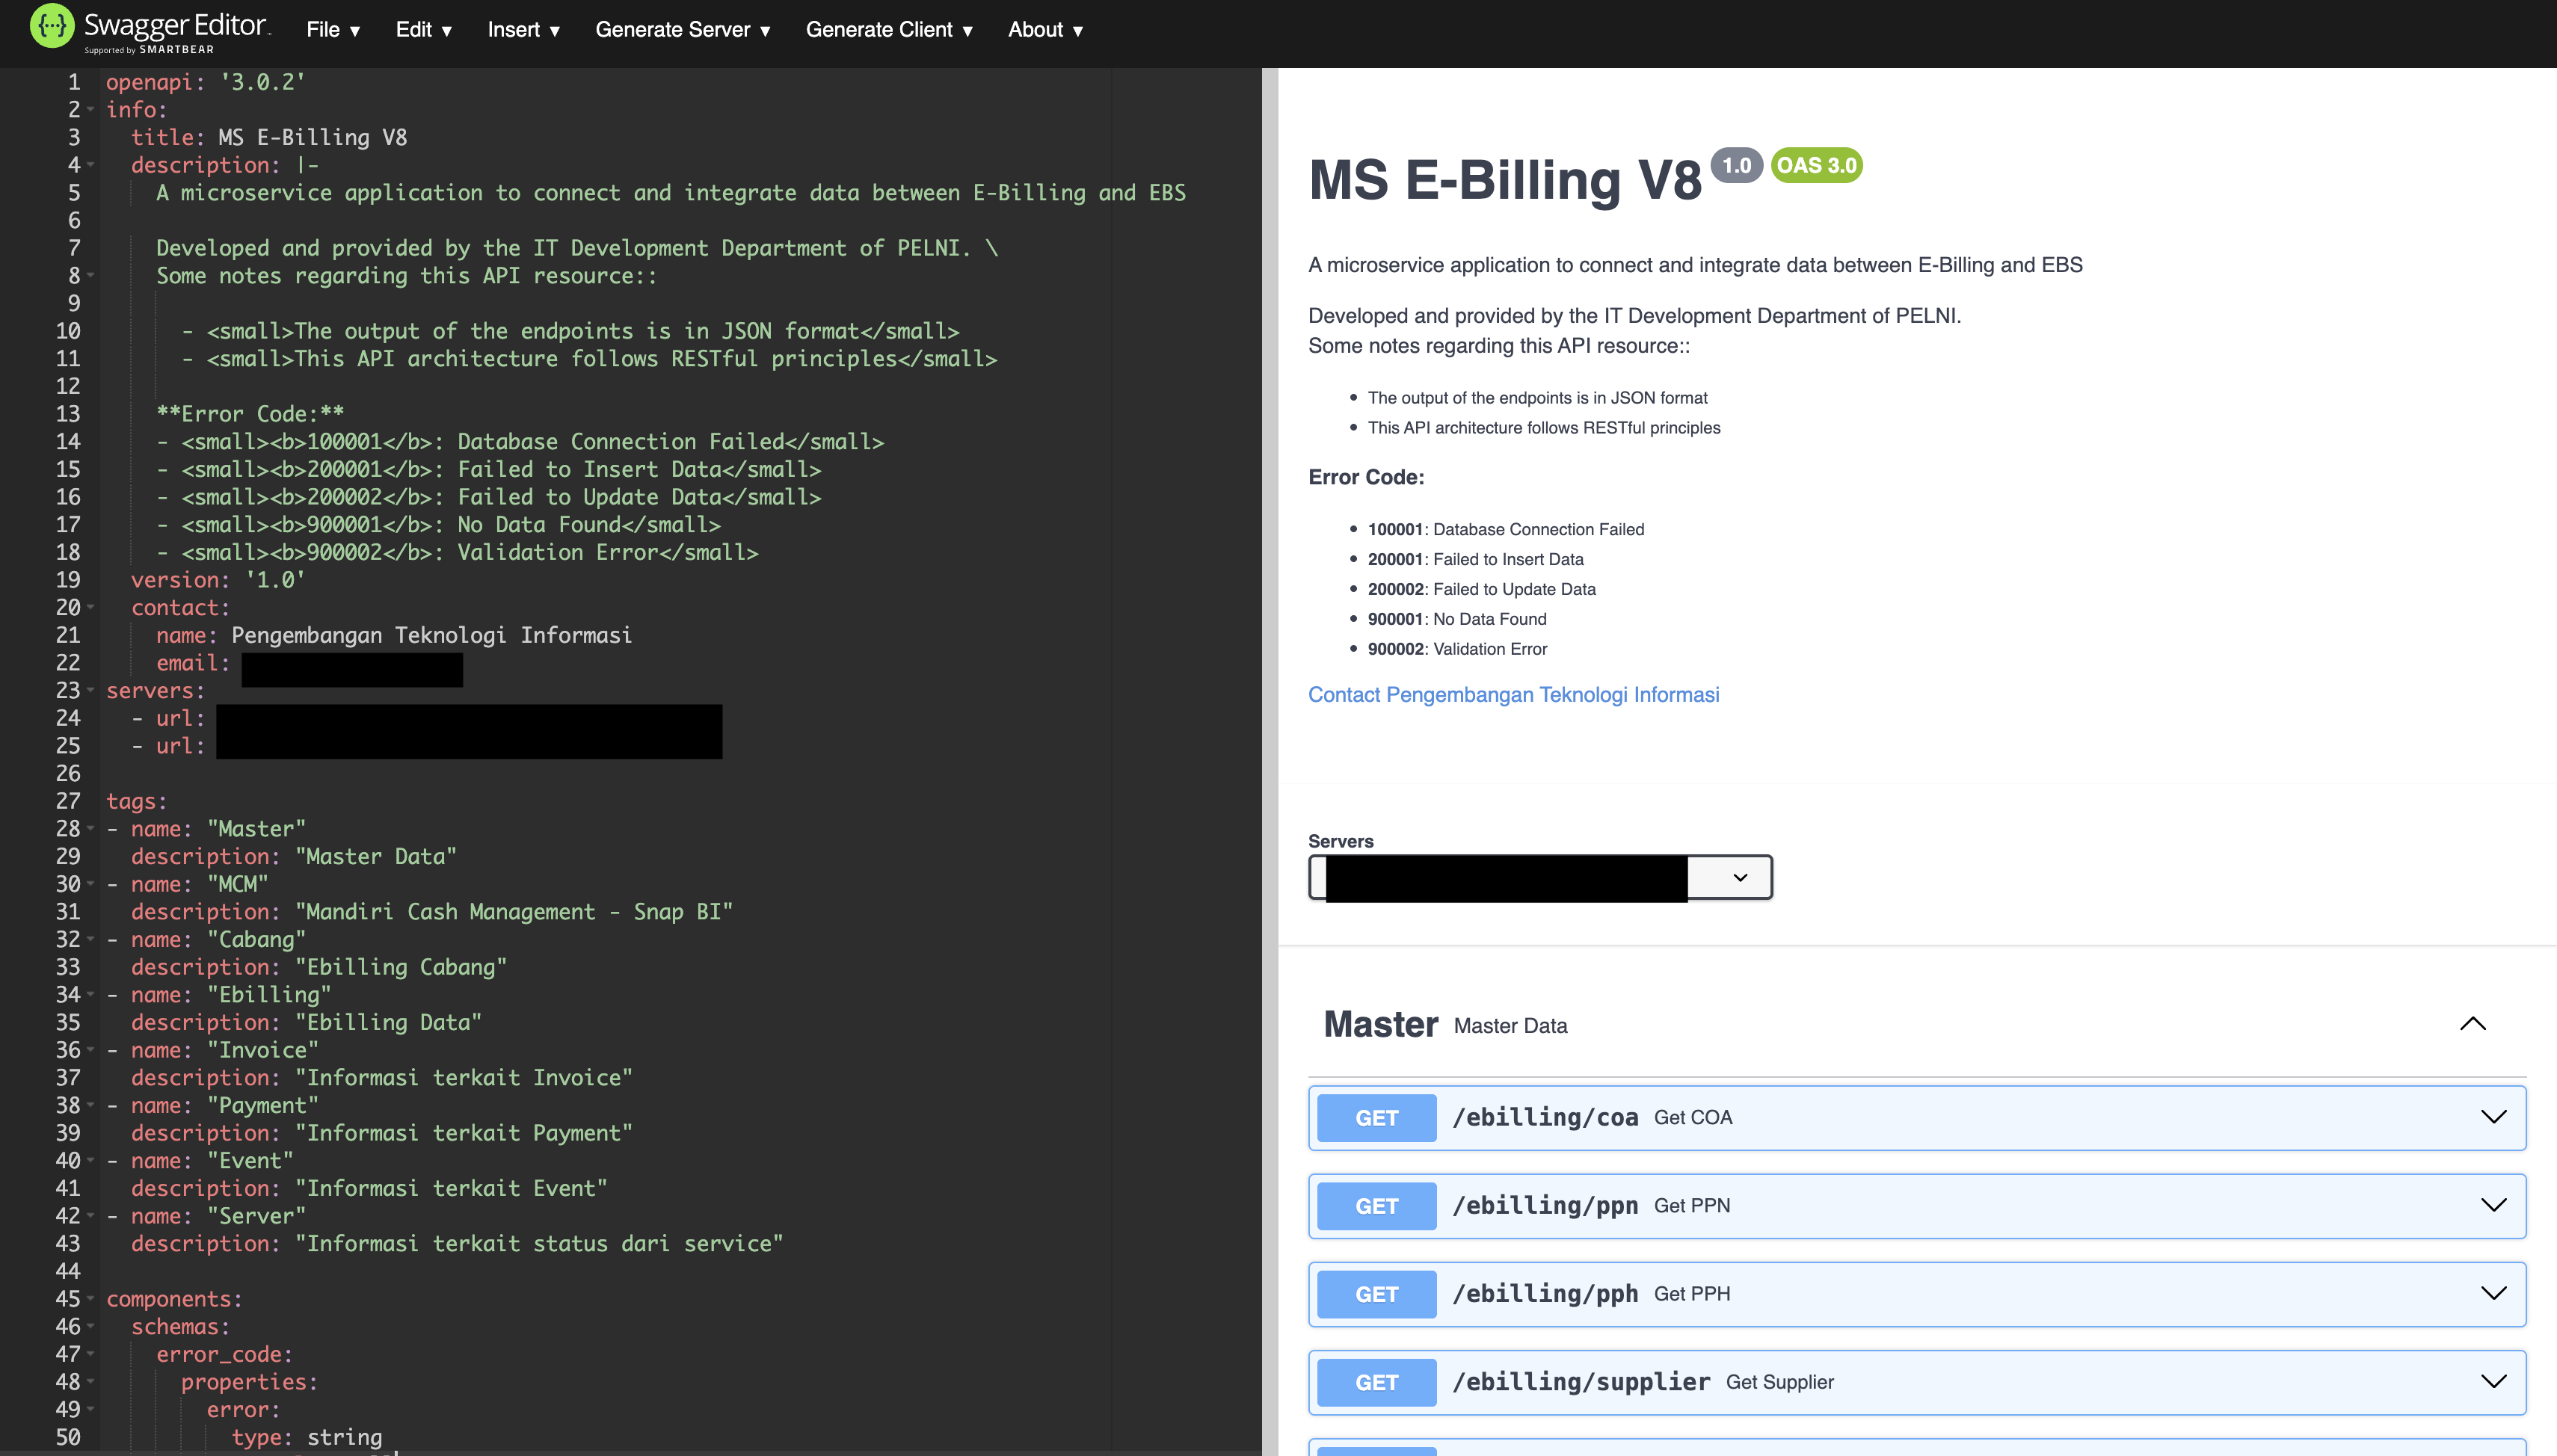 Swagger Editor
Supported by SMARTBEAR
File ▾ Edit ▾ Insert ▾ Generate Server ▾ Generate Client ▾ About ▾
1 openapi: '3.0.2'
2 info:
3 title: MS E-Billing V8
4 description: |-
5 A microservice application to connect and integrate data between E-Billing and EBS
6
7 Developed and provided by the IT Development Department of PELNI. \
8 Some notes regarding this API resource::
9
10 - <small>The output of the endpoints is in JSON format</small>
11 - <small>This API architecture follows RESTful principles</small>
12
13 **Error Code:**
14 - <small><b>100001</b>: Database Connection Failed</small>
15 - <small><b>200001</b>: Failed to Insert Data</small>
16 - <small><b>200002</b>: Failed to Update Data</small>
17 - <small><b>900001</b>: No Data Found</small>
18 - <small><b>900002</b>: Validation Error</small>
19 version: '1.0'
20 contact:
21 name: Pengembangan Teknologi Informasi
22 email:
23 servers:
24 - url:
25 - url:
26
27 tags:
28 - name: "Master"
29 description: "Master Data"
30 - name: "MCM"
31 description: "Mandiri Cash Management - Snap BI"
32 - name: "Cabang"
33 description: "Ebilling Cabang"
34 - name: "Ebilling"
35 description: "Ebilling Data"
36 - name: "Invoice"
37 description: "Informasi terkait Invoice"
38 - name: "Payment"
39 description: "Informasi terkait Payment"
40 - name: "Event"
41 description: "Informasi terkait Event"
42 - name: "Server"
43 description: "Informasi terkait status dari service"
44
45 components:
46 schemas:
47 error_code:
48 properties:
49 error:
50 type: string
MS E-Billing V8 1.0 OAS 3.0
A microservice application to connect and integrate data between E-Billing and EBS
Developed and provided by the IT Development Department of PELNI.
Some notes regarding this API resource::
• The output of the endpoints is in JSON format
• This API architecture follows RESTful principles
Error Code:
• 100001: Database Connection Failed
• 200001: Failed to Insert Data
• 200002: Failed to Update Data
• 900001: No Data Found
• 900002: Validation Error
Contact Pengembangan Teknologi Informasi
Servers
Master Master Data
GET /ebilling/coa Get COA
GET /ebilling/ppn Get PPN
GET /ebilling/pph Get PPH
GET /ebilling/supplier Get Supplier